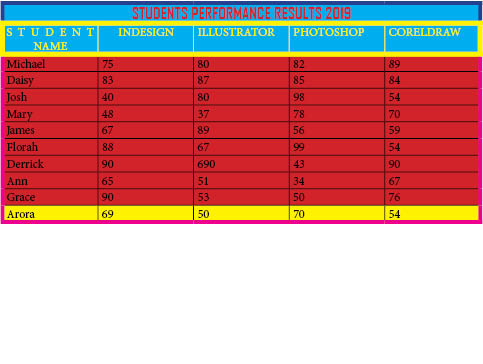 STUDENTS PERFORMANCE RESULTS 2019
STUDENT NAME INDESIGN ILLUSTRATOR PHOTOSHOP CORELDRAW
Michael 75 80 82 89
Daisy 83 87 85 84
Josh 40 80 98 54
Mary 48 37 78 70
James 67 89 56 59
Florah 88 67 99 54
Derrick 90 690 43 90
Ann 65 51 34 67
Grace 90 53 50 76
Arora 69 50 70 54